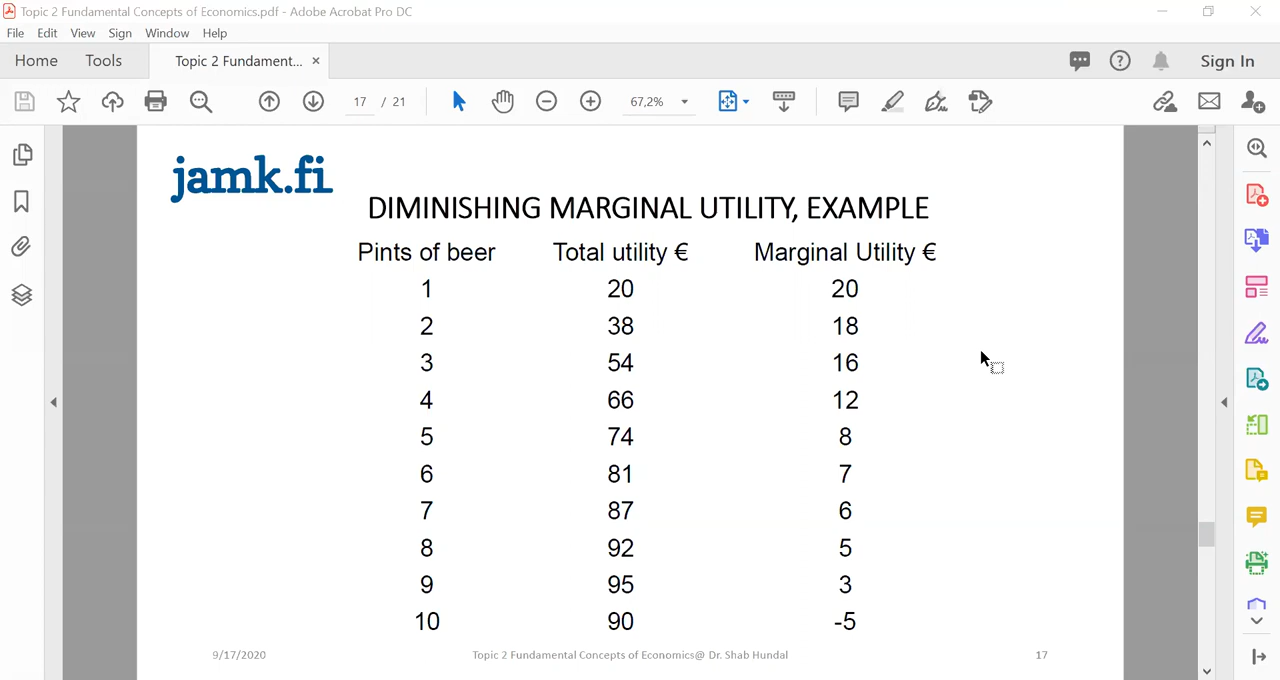 Topic 2 Fundamental Concepts of Economics.pdf - Adobe Acrobat Pro DC
File Edit View Sign Window Help
Home Tools Topic 2 Fundament... × Sign In
17 / 21 67,2%
jamk.fi
DIMINISHING MARGINAL UTILITY, EXAMPLE
Pints of beer Total utility € Marginal Utility €
1 20 20
2 38 18
3 54 16
4 66 12
5 74 8
6 81 7
7 87 6
8 92 5
9 95 3
10 90 -5
9/17/2020 Topic 2 Fundamental Concepts of Economics@ Dr. Shab Hundal 17